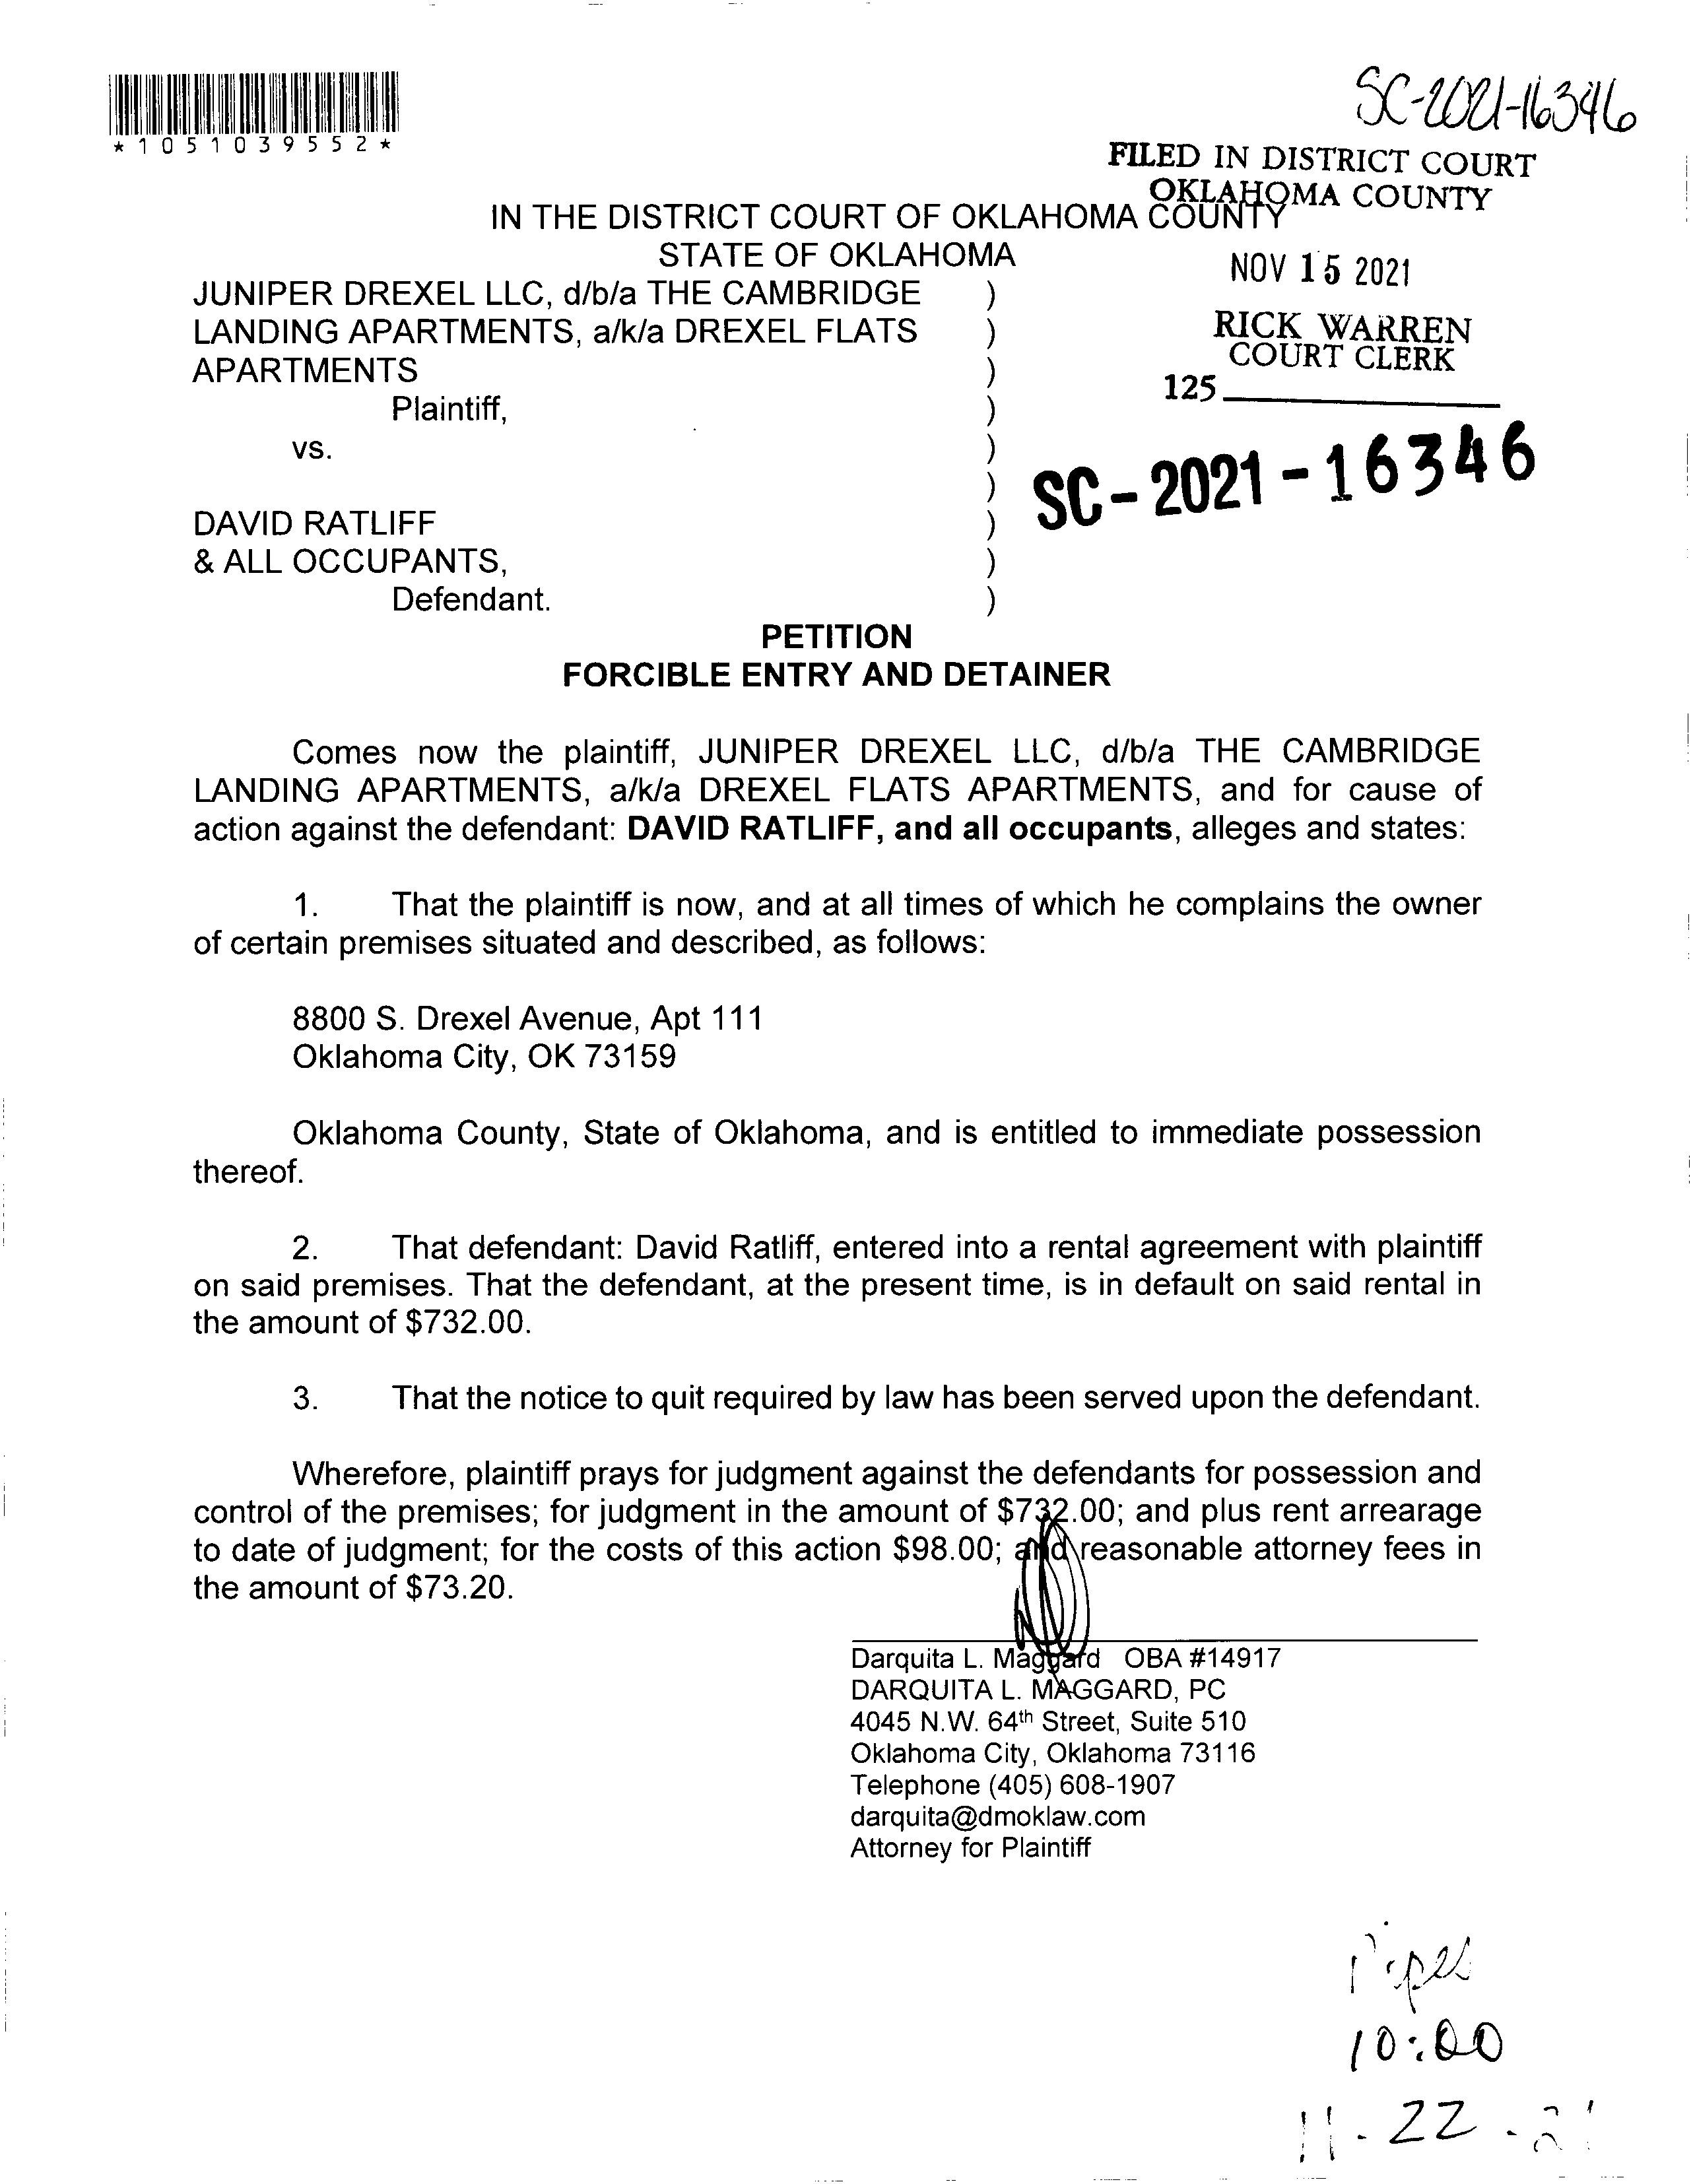 SC-2021-16346
*1051039552*
FILED IN DISTRICT COURT
OKLAHOMA COUNTY
IN THE DISTRICT COURT OF OKLAHOMA COUNTY
STATE OF OKLAHOMA
NOV 15 2021
JUNIPER DREXEL LLC, d/b/a THE CAMBRIDGE )
LANDING APARTMENTS, a/k/a DREXEL FLATS )
APARTMENTS )
RICK WARREN
COURT CLERK
125
Plaintiff, )
vs. )
)
SC-2021-16346
DAVID RATLIFF )
& ALL OCCUPANTS, )
Defendant. )
PETITION
FORCIBLE ENTRY AND DETAINER
Comes now the plaintiff, JUNIPER DREXEL LLC, d/b/a THE CAMBRIDGE
LANDING APARTMENTS, a/k/a DREXEL FLATS APARTMENTS, and for cause of
action against the defendant: DAVID RATLIFF, and all occupants, alleges and states:
1. That the plaintiff is now, and at all times of which he complains the owner
of certain premises situated and described, as follows:
8800 S. Drexel Avenue, Apt 111
Oklahoma City, OK 73159
Oklahoma County, State of Oklahoma, and is entitled to immediate possession
thereof.
2. That defendant: David Ratliff, entered into a rental agreement with plaintiff
on said premises. That the defendant, at the present time, is in default on said rental in
the amount of $732.00.
3. That the notice to quit required by law has been served upon the defendant.
Wherefore, plaintiff prays for judgment against the defendants for possession and
control of the premises; for judgment in the amount of $732.00; and plus rent arrearage
to date of judgment; for the costs of this action $98.00; and reasonable attorney fees in
the amount of $73.20.
Darquita L. Maggard OBA #14917
DARQUITA L. MAGGARD, PC
4045 N.W. 64th Street, Suite 510
Oklahoma City, Oklahoma 73116
Telephone (405) 608-1907
darquita@dmoklaw.com
Attorney for Plaintiff
10:00
11-22-21